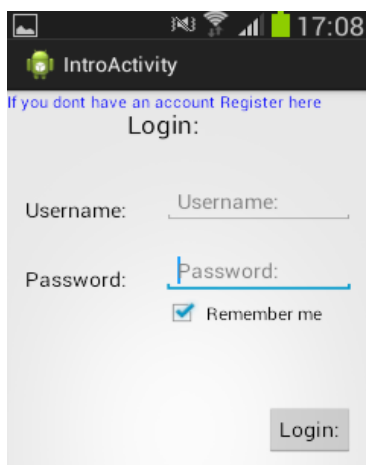 17:08
IntroActivity
If you dont have an account Register here
Login:
Username: Username:
Password: Password:
Remember me
Login: